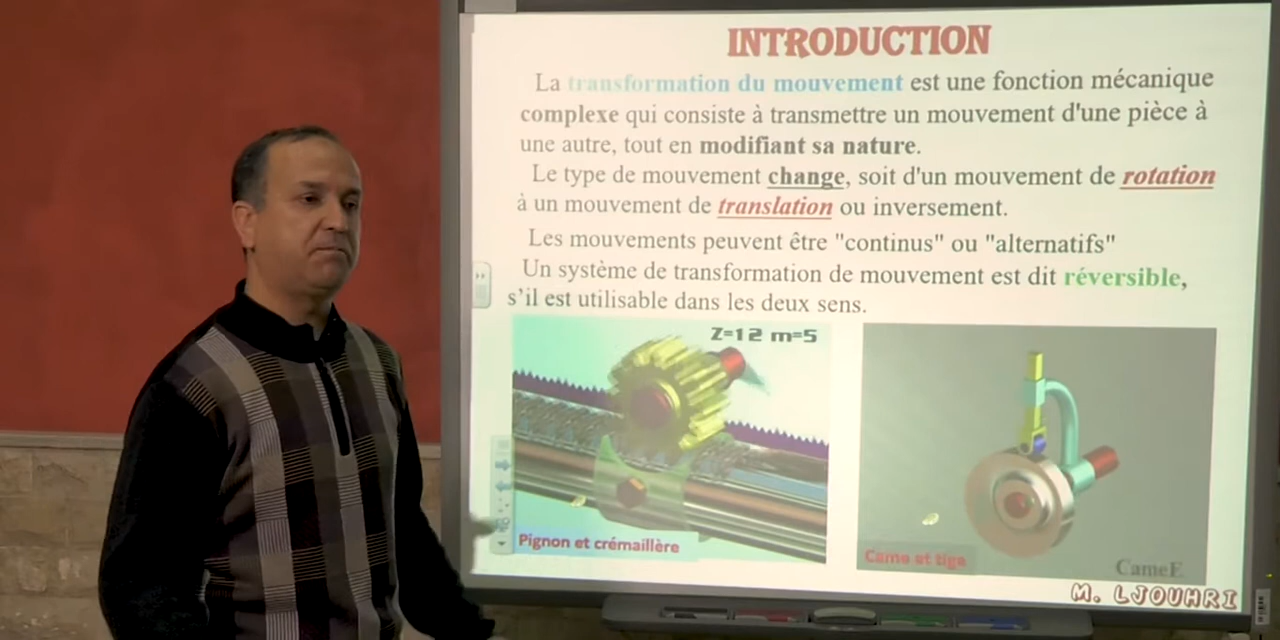 INTRODUCTION
La transformation du mouvement est une fonction mécanique
complexe qui consiste à transmettre un mouvement d'une pièce à
une autre, tout en modifiant sa nature.
Le type de mouvement change, soit d'un mouvement de rotation
à un mouvement de translation ou inversement.
Les mouvements peuvent être "continus" ou "alternatifs"
Un système de transformation de mouvement est dit réversible,
s'il est utilisable dans les deux sens.
Z=12 m=5
Pignon et crémaillère
Came et tige
CameE
M. LJOUHRI